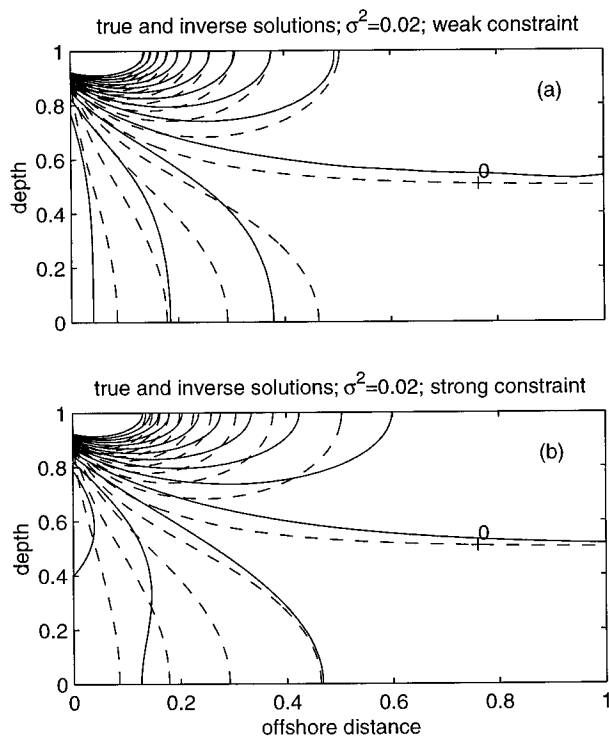 true and inverse solutions; σ²=0.02; weak constraint
1
(a)
0.8
0.6
0
depth
0.4
0.2
0
true and inverse solutions; σ²=0.02; strong constraint
1
(b)
0.8
0.6
0
depth
0.4
0.2
0
0 0.2 0.4 0.6 0.8 1
offshore distance